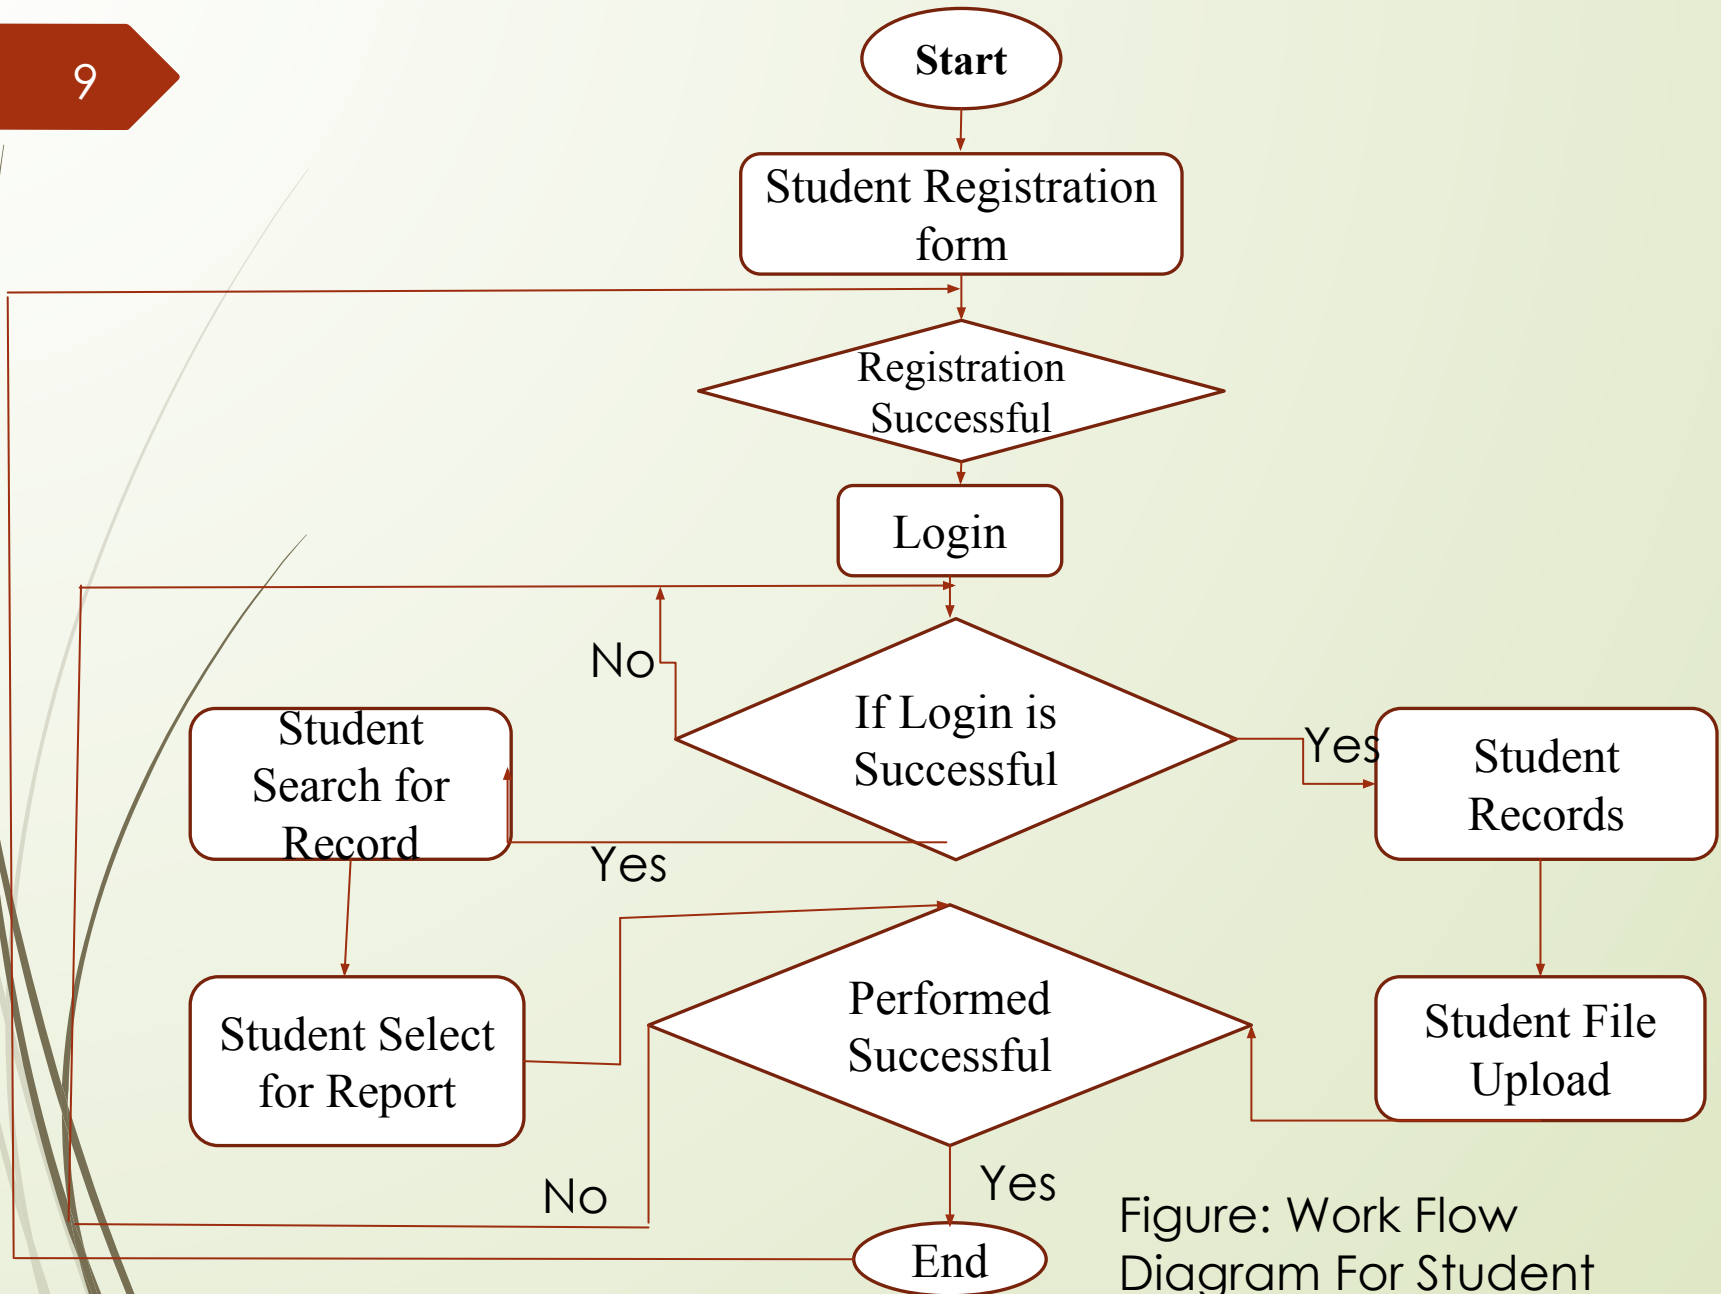 9
Start
Student Registration
form
Registration
Successful
Login
No
If Login is
Successful
Yes
Student
Records
Student
Search for
Record
Yes
Performed
Successful
Student Select
for Report
Student File
Upload
No
Yes
End
Figure: Work Flow
Diagram For Student